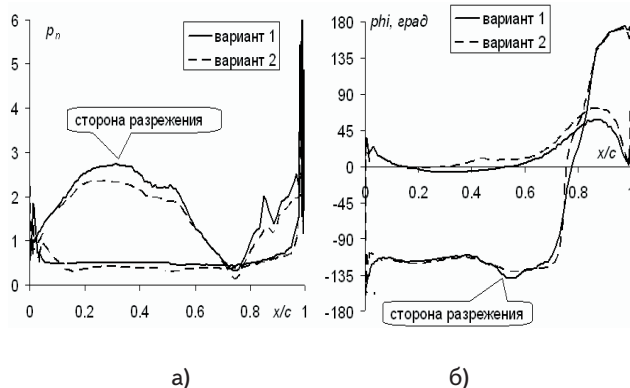 6
5
4
3
2
1
0
p_n
вариант 1
вариант 2
сторона разрежения
0
0.2
0.4
0.6
0.8
x/c
1
а)
180
135
90
45
0
-45
-90
-135
-180
phi, град
вариант 1
вариант 2
0
0.2
0.4
0.6
0.8
1
x/c
сторона разрежения
б)